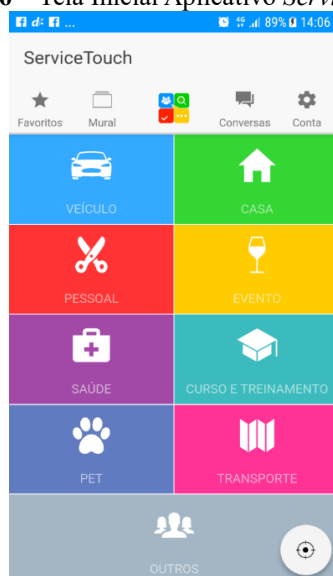 Tela Inicial Aplicativo Servi
89% 14:06
ServiceTouch
Favoritos Mural Conversas Conta
VEÍCULO CASA
PESSOAL EVENTO
SAÚDE CURSO E TREINAMENTO
PET TRANSPORTE
OUTROS